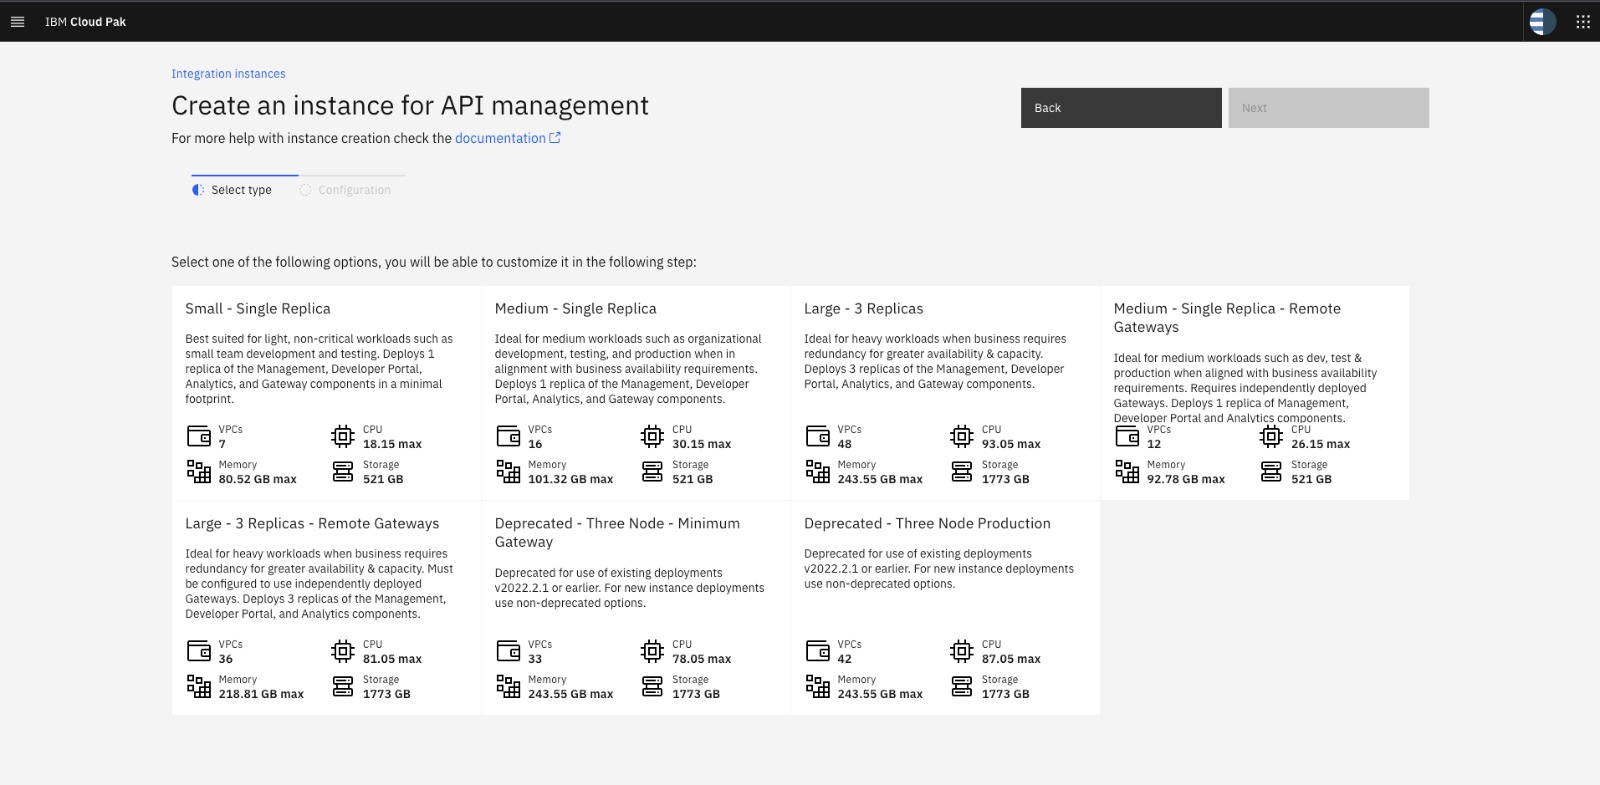 IBM Cloud Pak
Integration instances
Create an instance for API management
For more help with instance creation check the documentation
Back
Next
Select type
Configuration
Select one of the following options, you will be able to customize it in the following step:
Small - Single Replica
Best suited for light, non-critical workloads such as
small team development and testing. Deploys 1
replica of the Management, Developer Portal,
Analytics, and Gateway components in a minimal
footprint.
VPCs
7
CPU
18.15 max
Memory
80.52 GB max
Storage
521 GB
Medium - Single Replica
Ideal for medium workloads such as organizational
development, testing, and production when in
alignment with business availability requirements.
Deploys 1 replica of the Management, Developer
Portal, Analytics, and Gateway components.
VPCs
16
CPU
30.15 max
Memory
101.32 GB max
Storage
521 GB
Large - 3 Replicas
Ideal for heavy workloads when business requires
redundancy for greater availability & capacity.
Deploys 3 replicas of the Management, Developer
Portal, Analytics, and Gateway components.
VPCs
48
CPU
93.05 max
Memory
243.55 GB max
Storage
1773 GB
Medium - Single Replica - Remote
Gateways
Ideal for medium workloads such as dev, test &
production when aligned with business availability
requirements. Requires independently deployed
Gateways. Deploys 1 replica of Management,
Developer Portal and Analytics components.
VPCs
12
CPU
26.15 max
Memory
92.78 GB max
Storage
521 GB
Large - 3 Replicas - Remote Gateways
Ideal for heavy workloads when business requires
redundancy for greater availability & capacity. Must
be configured to use independently deployed
Gateways. Deploys 3 replicas of the Management,
Developer Portal, and Analytics components.
VPCs
36
CPU
81.05 max
Memory
218.81 GB max
Storage
1773 GB
Deprecated - Three Node - Minimum
Gateway
Deprecated for use of existing deployments
v2022.2.1 or earlier. For new instance deployments
use non-deprecated options.
VPCs
33
CPU
78.05 max
Memory
243.55 GB max
Storage
1773 GB
Deprecated - Three Node Production
Deprecated for use of existing deployments
v2022.2.1 or earlier. For new instance deployments
use non-deprecated options.
VPCs
42
CPU
87.05 max
Memory
243.55 GB max
Storage
1773 GB